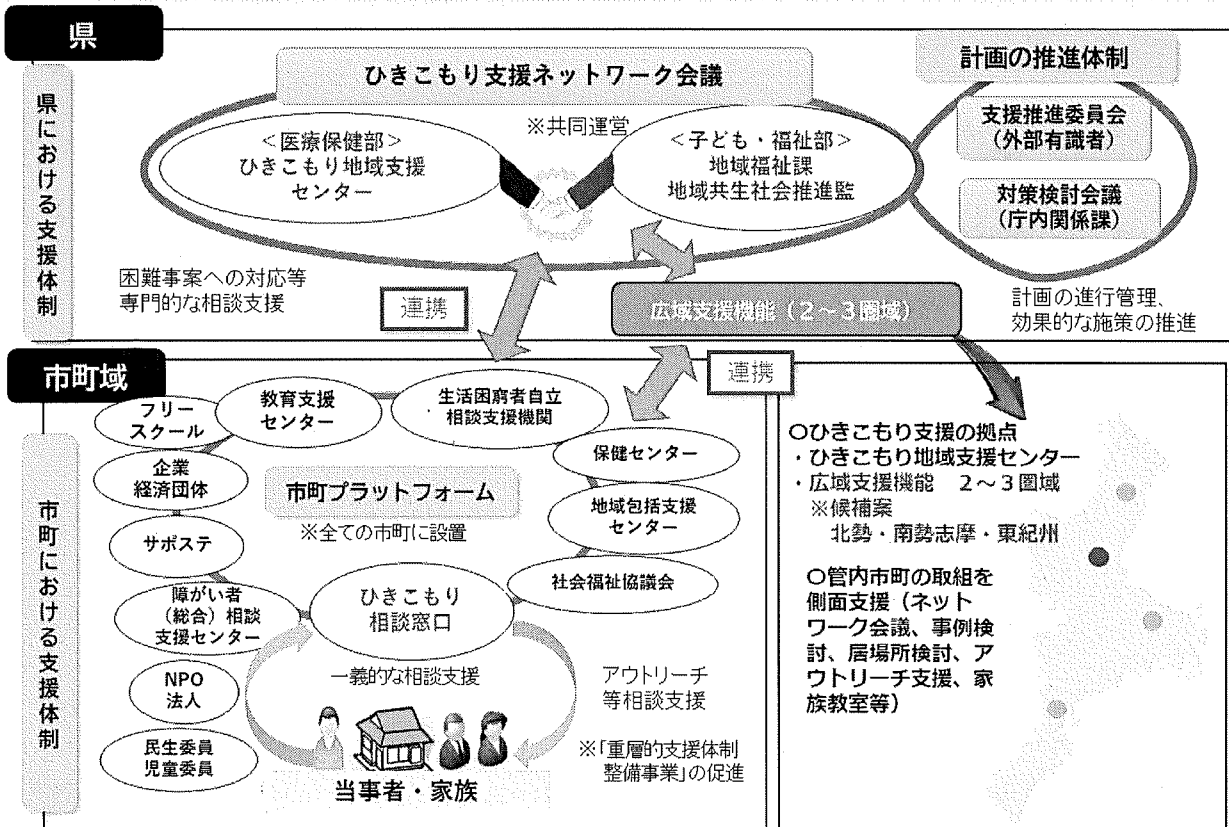 県
県における支援体制
ひきこもり支援ネットワーク会議
＜医療保健部＞
ひきこもり地域支援
センター
※共同運営
＜子ども・福祉部＞
地域福祉課
地域共生社会推進監
計画の推進体制
支援推進委員会
（外部有識者）
対策検討会議
（庁内関係課）
困難事案への対応等
専門的な相談支援
連携
広域支援機能（２～３圏域）
計画の進行管理、
効果的な施策の推進
市町域
市町における支援体制
連携
フリー
スクール
教育支援
センター
生活困窮者自立
相談支援機関
企業
経済団体
保健センター
市町プラットフォーム
※全ての市町に設置
地域包括支援
センター
サポステ
社会福祉協議会
障がい者
（総合）相談
支援センター
ひきこもり
相談窓口
一義的な相談支援
アウトリーチ
等相談支援
NPO
法人
民生委員
児童委員
※「重層的支援体制
整備事業」の促進
当事者・家族
〇ひきこもり支援の拠点
・ひきこもり地域支援センター
・広域支援機能　２～３圏域
※候補案
北勢・南勢志摩・東紀州
〇管内市町の取組を
側面支援（ネット
ワーク会議、事例検
討、居場所検討、ア
ウトリーチ支援、家
族教室等）